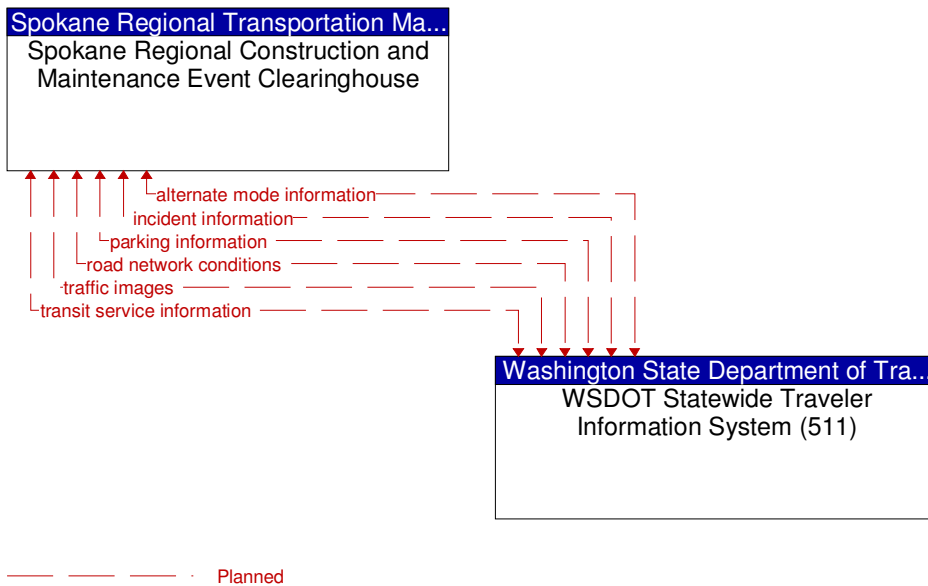 Spokane Regional Transportation Ma...
Spokane Regional Construction and
Maintenance Event Clearinghouse
alternate mode information
incident information
parking information
road network conditions
traffic images
transit service information
Washington State Department of Tra...
WSDOT Statewide Traveler
Information System (511)
Planned